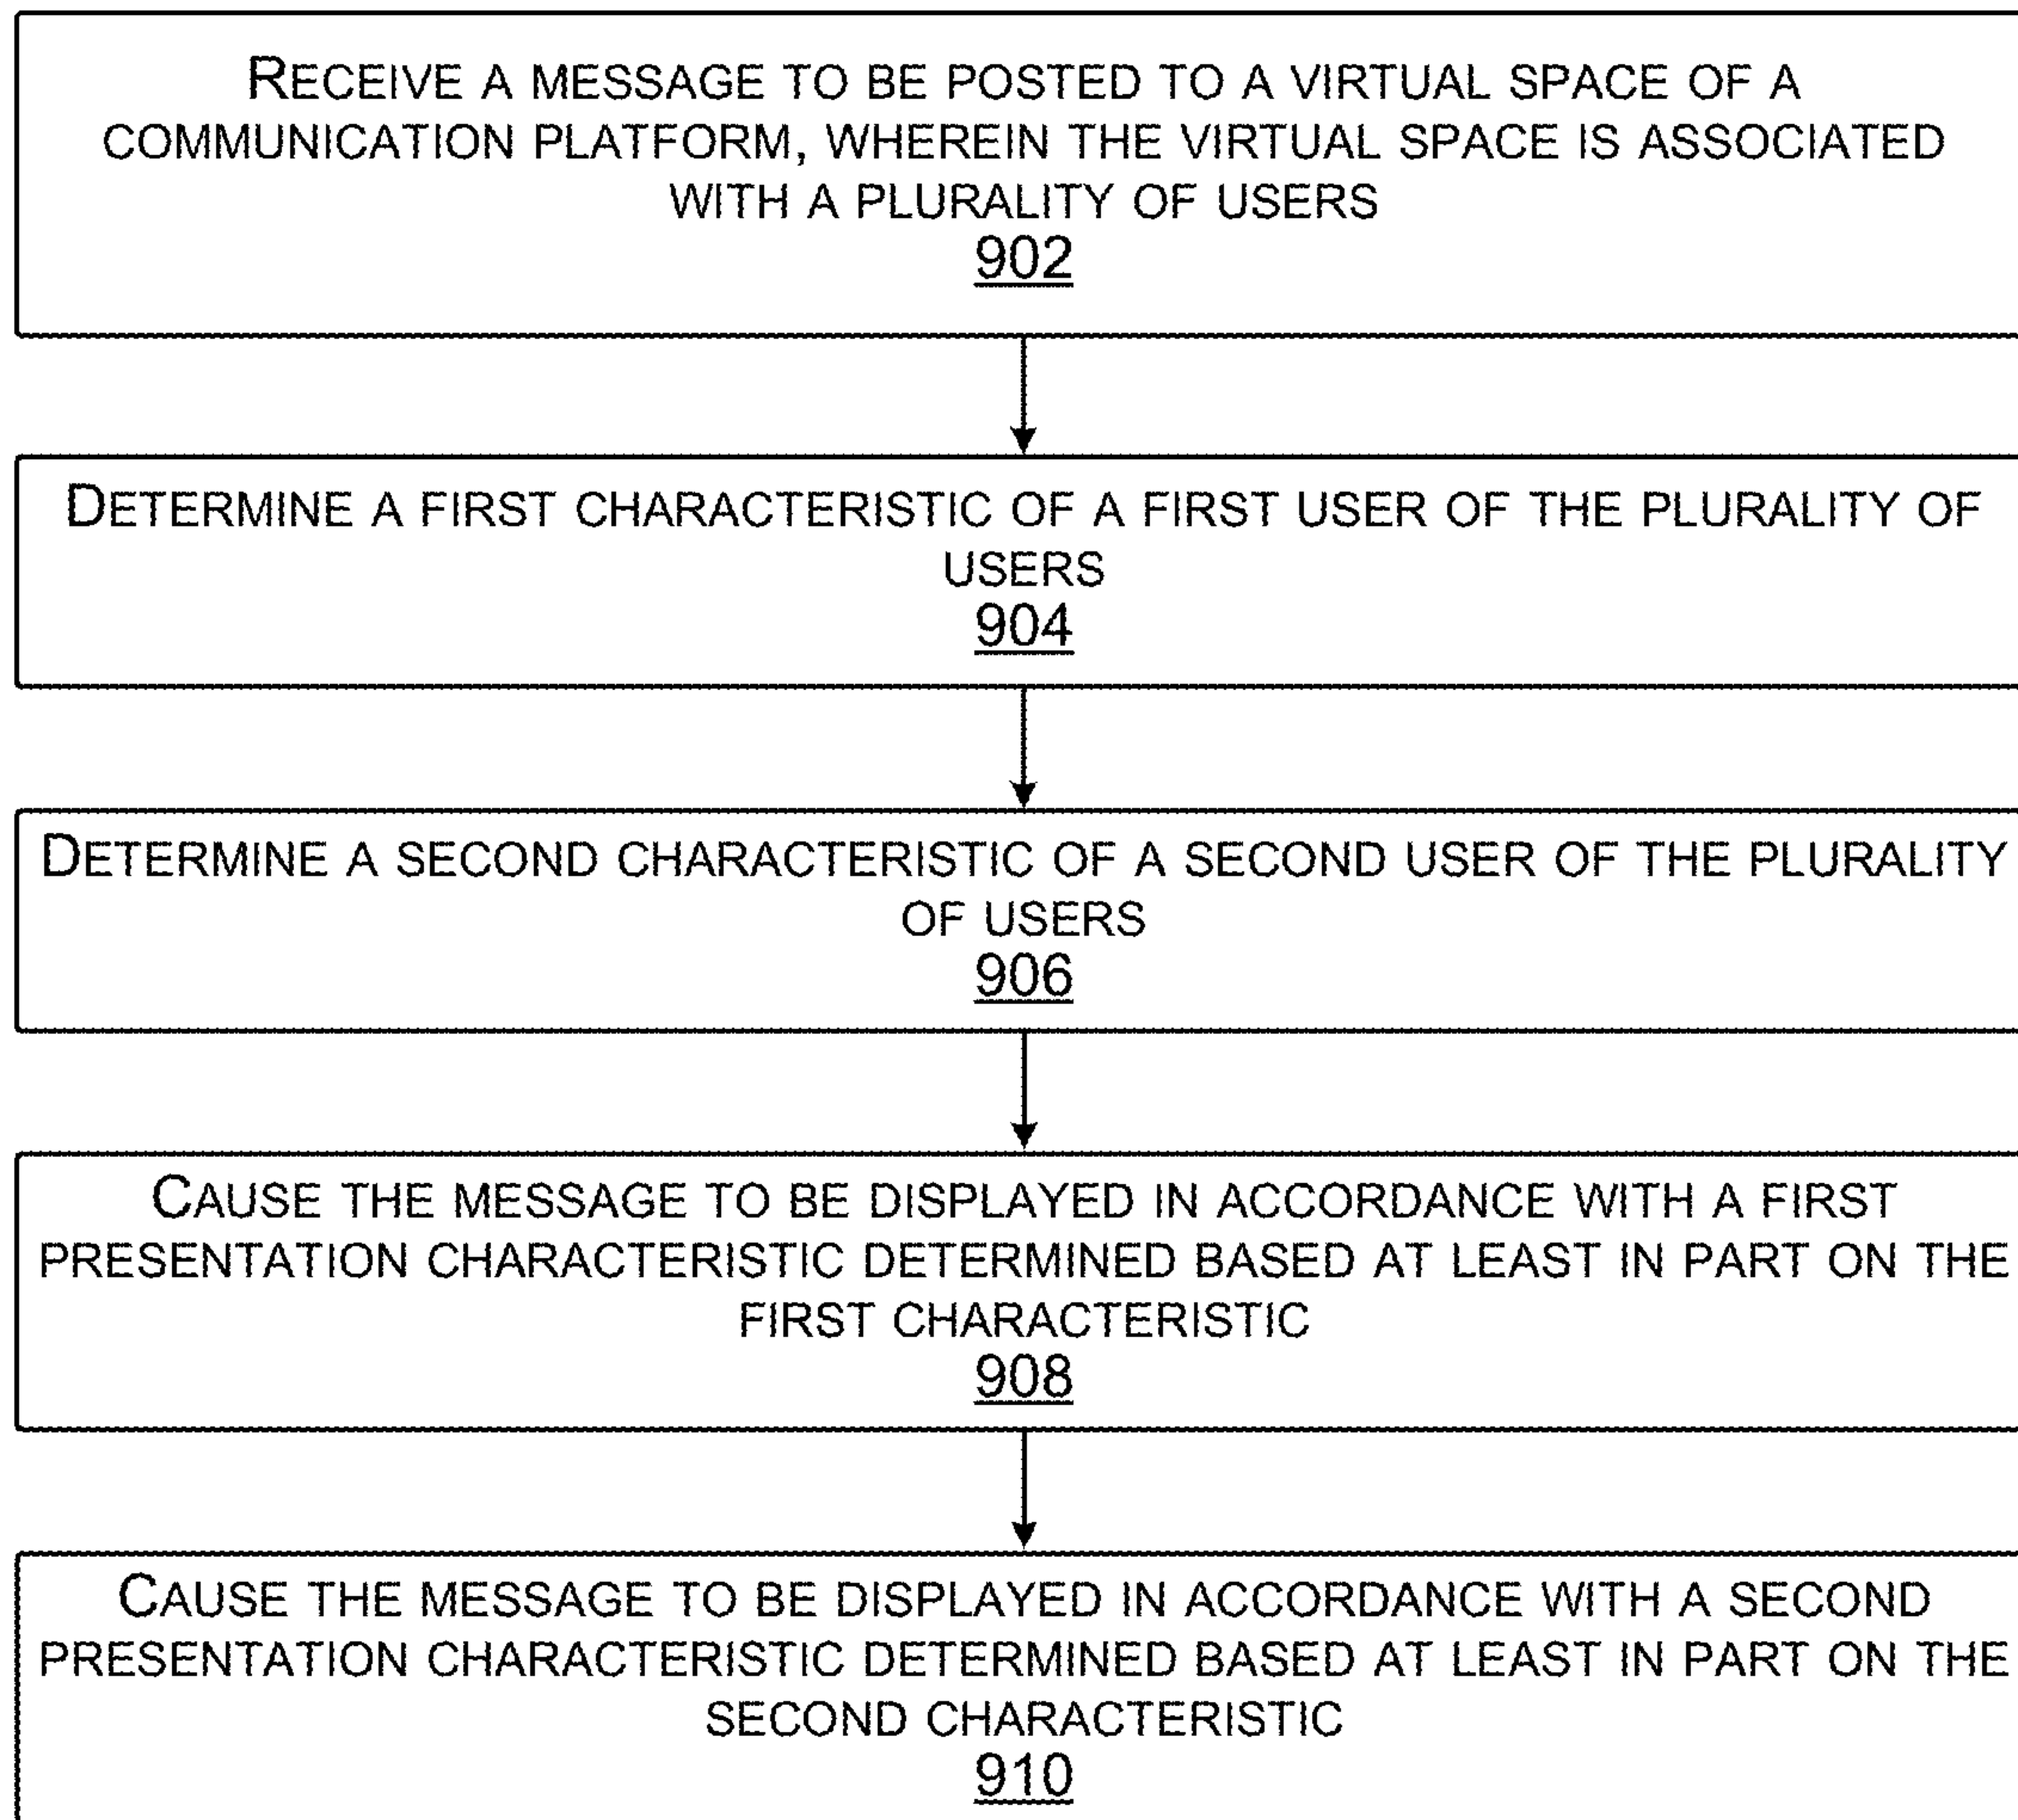 RECEIVE A MESSAGE TO BE POSTED TO A VIRTUAL SPACE OF A
COMMUNICATION PLATFORM, WHEREIN THE VIRTUAL SPACE IS ASSOCIATED
WITH A PLURALITY OF USERS
902
DETERMINE A FIRST CHARACTERISTIC OF A FIRST USER OF THE PLURALITY OF
USERS
904
DETERMINE A SECOND CHARACTERISTIC OF A SECOND USER OF THE PLURALITY
OF USERS
906
CAUSE THE MESSAGE TO BE DISPLAYED IN ACCORDANCE WITH A FIRST
PRESENTATION CHARACTERISTIC DETERMINED BASED AT LEAST IN PART ON THE
FIRST CHARACTERISTIC
908
CAUSE THE MESSAGE TO BE DISPLAYED IN ACCORDANCE WITH A SECOND
PRESENTATION CHARACTERISTIC DETERMINED BASED AT LEAST IN PART ON THE
SECOND CHARACTERISTIC
910